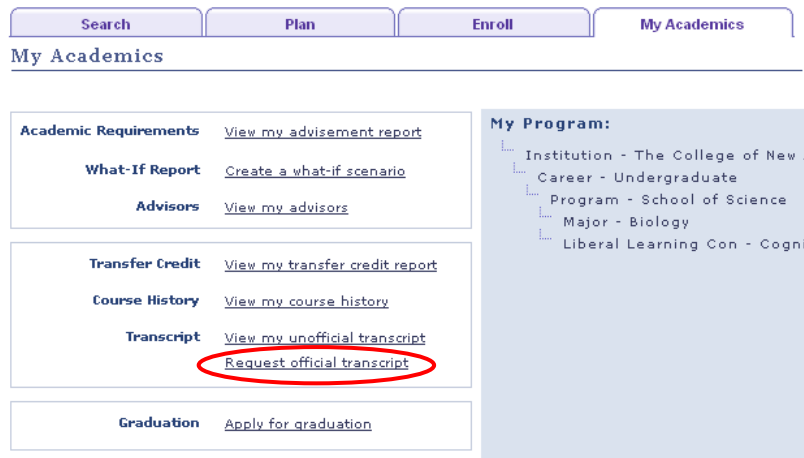 Search Plan Enroll My Academics
My Academics
Academic Requirements View my advisement report
What-If Report Create a what-if scenario
Advisors View my advisors
Transfer Credit View my transfer credit report
Course History View my course history
Transcript View my unofficial transcript
Request official transcript
Graduation Apply for graduation
My Program:
Institution - The College of New
Career - Undergraduate
Program - School of Science
Major - Biology
Liberal Learning Con - Cogni